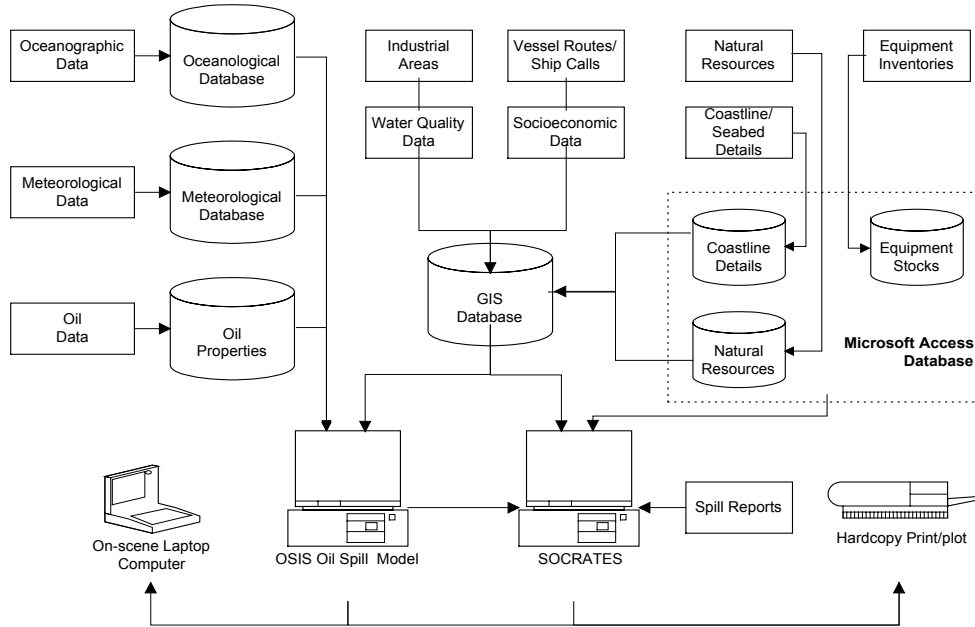 Oceanographic
Data
Oceanological
Database
Industrial
Areas
Vessel Routes/
Ship Calls
Natural
Resources
Equipment
Inventories
Water Quality
Data
Socioeconomic
Data
Coastline/
Seabed
Details
Meteorological
Data
Meteorological
Database
Coastline
Details
Equipment
Stocks
GIS
Database
Oil
Data
Oil
Properties
Natural
Resources
Microsoft Access
Database
Spill Reports
On-scene Laptop
Computer
OSIS Oil Spill Model
SOCRATES
Hardcopy Print/plot